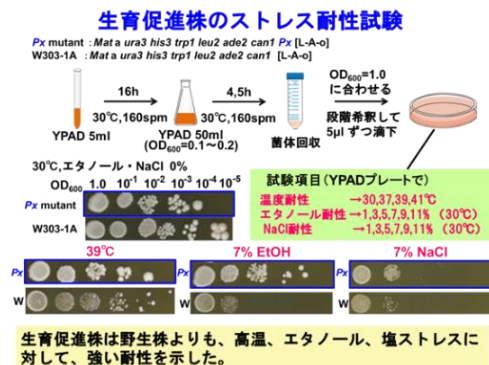 生育促進株のストレス耐性試験
Px mutant : Mat a ura3 his3 trp1 leu2 ade2 can1 Px [L-A-o]
W303-1A : Mat a ura3 his3 trp1 leu2 ade2 can1 [L-A-o]
16h
30℃,160spm
4,5h
30℃,160spm
OD600=1.0
に合わせる
段階希釈して
5μl ずつ滴下
YPAD 5ml
YPAD 50ml
(OD600=0.1~0.2)
菌体回収
30℃,エタノール・NaCl 0%
OD600 1.0 10-1 10-2 10-3 10-4 10-5
Px mutant
W303-1A
試験項目(YPADプレートで)
温度耐性 →30,37,39,41℃
エタノール耐性 →1,3,5,7,9,11% (30℃)
NaCl耐性 →1,3,5,7,9,11% (30℃)
39℃
7% EtOH
7% NaCl
Px
Px
Px
W
W
W
生育促進株は野生株よりも、高温、エタノール、塩ストレスに
対して、強い耐性を示した。